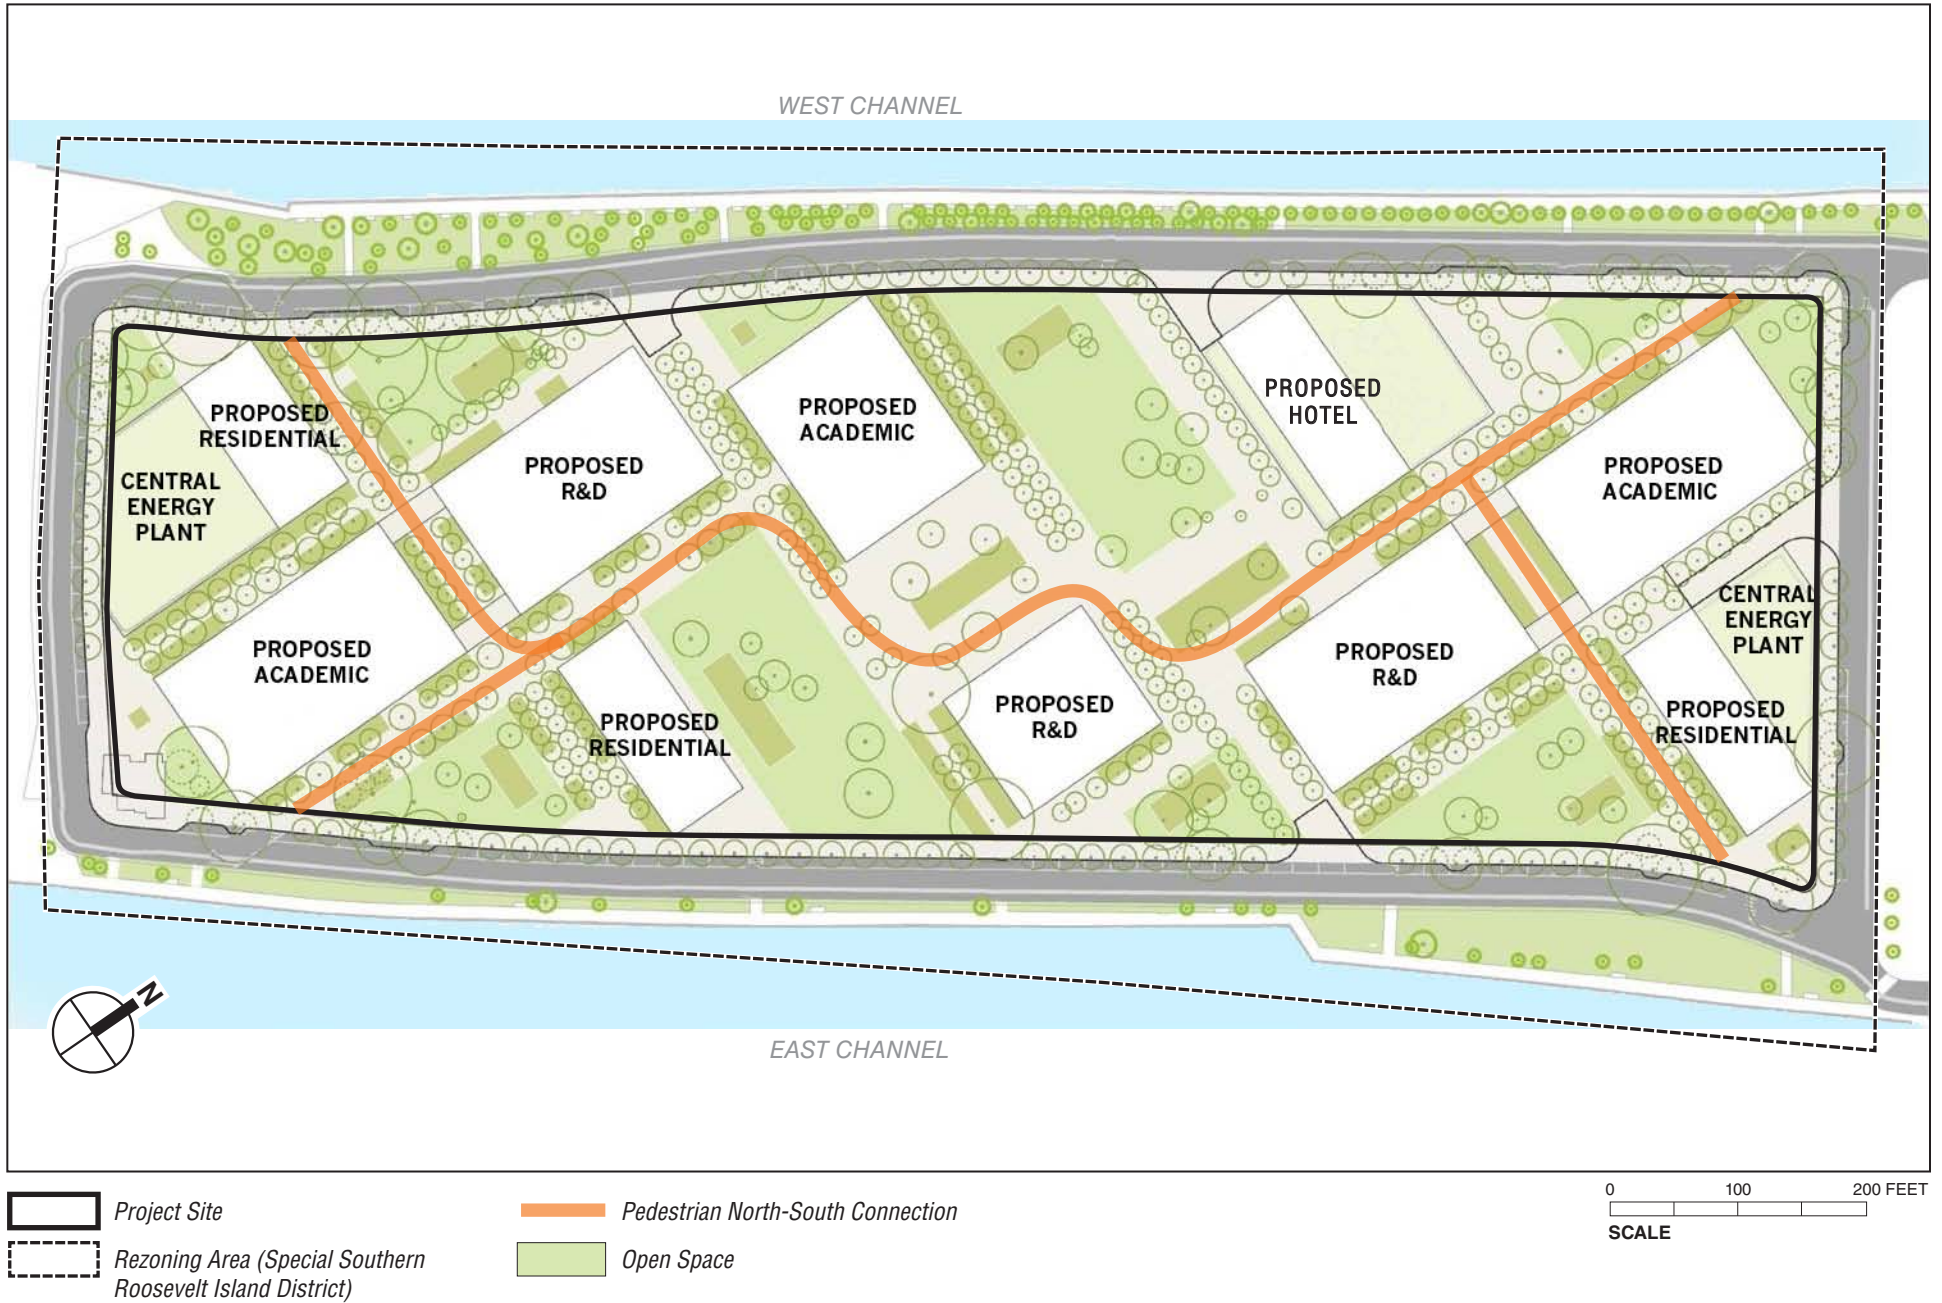 WEST CHANNEL
PROPOSED
RESIDENTIAL
CENTRAL
ENERGY
PLANT
PROPOSED
R&D
PROPOSED
ACADEMIC
PROPOSED
HOTEL
PROPOSED
ACADEMIC
CENTRAL
ENERGY
PLANT
PROPOSED
ACADEMIC
PROPOSED
RESIDENTIAL
PROPOSED
R&D
PROPOSED
R&D
PROPOSED
RESIDENTIAL
N
EAST CHANNEL
Project Site
Rezoning Area (Special Southern
Roosevelt Island District)
Pedestrian North-South Connection
Open Space
0 100 200 FEET
SCALE